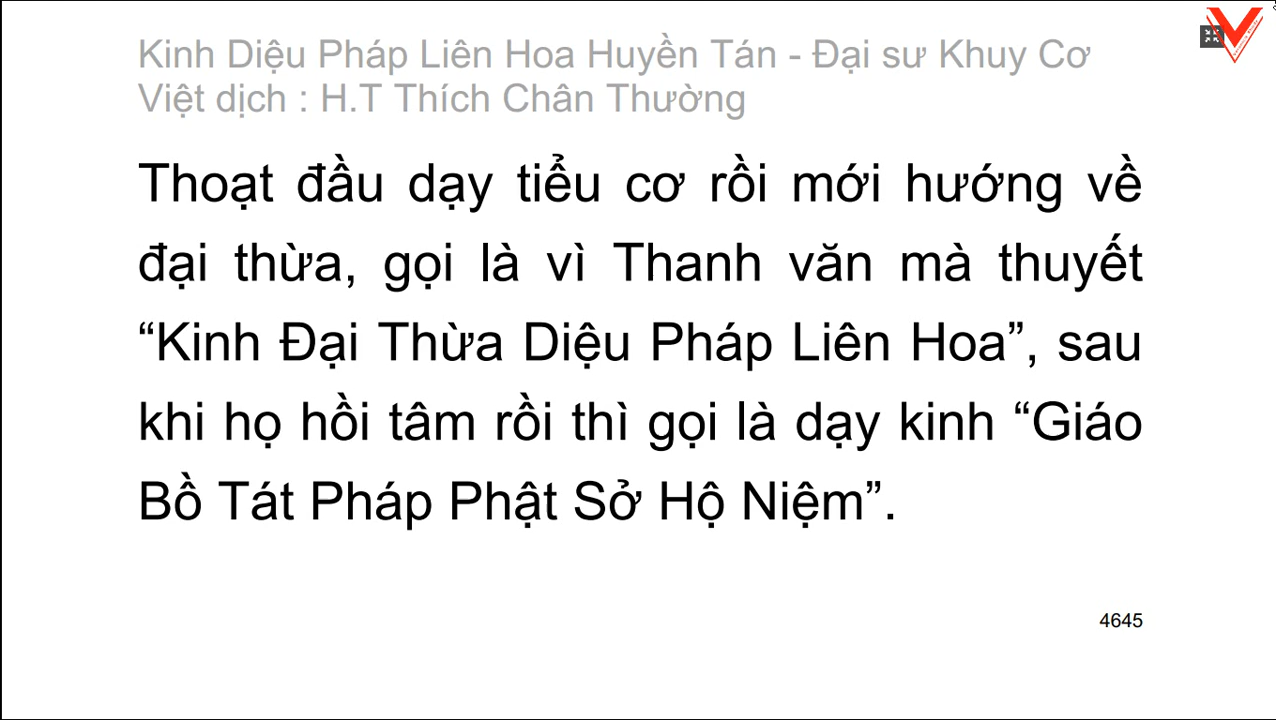 Kinh Diệu Pháp Liên Hoa Huyền Tán - Đại sư Khuy Cơ
Việt dịch : H.T Thích Chân Thường
Thoạt đầu dạy tiểu cơ rồi mới hướng về
đại thừa, gọi là vì Thanh văn mà thuyết
“Kinh Đại Thừa Diệu Pháp Liên Hoa”, sau
khi họ hồi tâm rồi thì gọi là dạy kinh “Giáo
Bồ Tát Pháp Phật Sở Hộ Niệm”.
4645